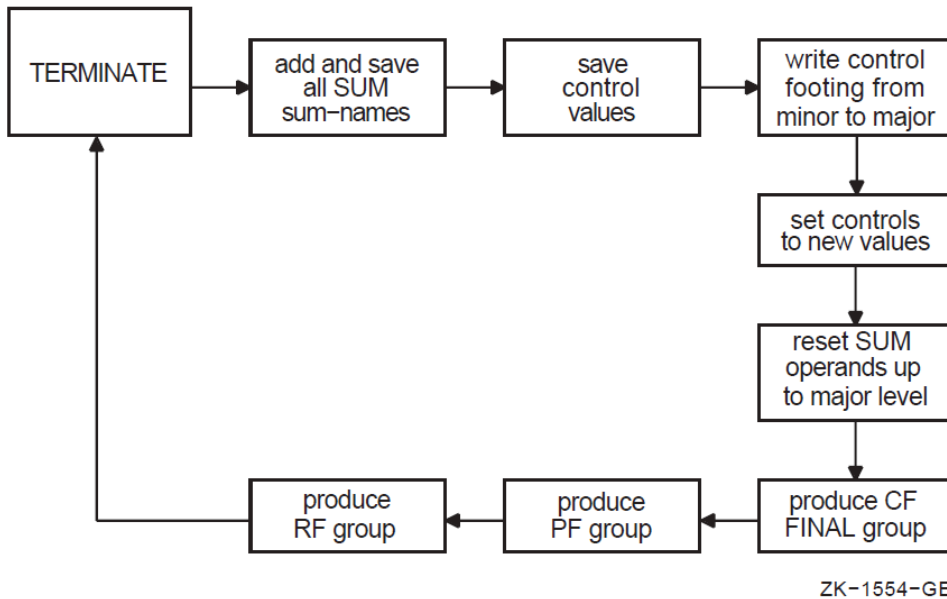 TERMINATE
add and save
all SUM
sum-names
save
control
values
write control
footing from
minor to major
set controls
to new values
reset SUM
operands up
to major level
produce CF
FINAL group
produce
PF group
produce
RF group
ZK-1554-GE